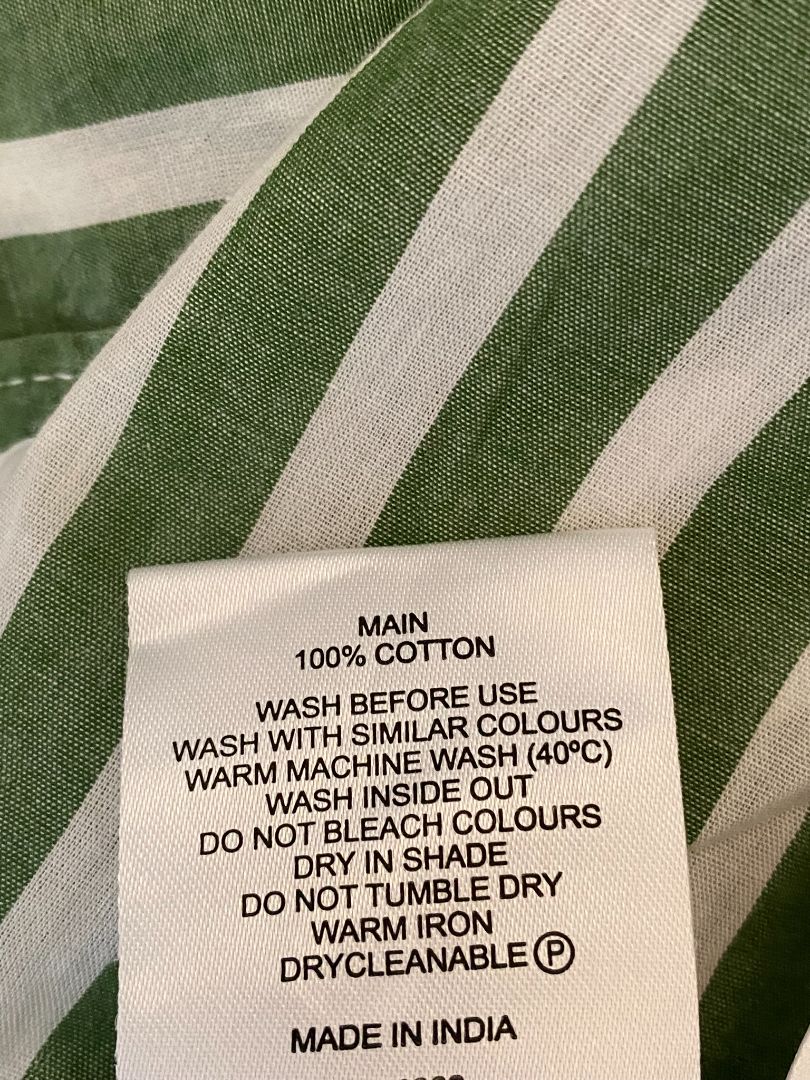 MAIN
100% COTTON
WASH BEFORE USE
WASH WITH SIMILAR COLOURS
WARM MACHINE WASH (40ºC)
WASH INSIDE OUT
DO NOT BLEACH COLOURS
DRY IN SHADE
DO NOT TUMBLE DRY
WARM IRON
DRYCLEANABLE Ⓟ
MADE IN INDIA